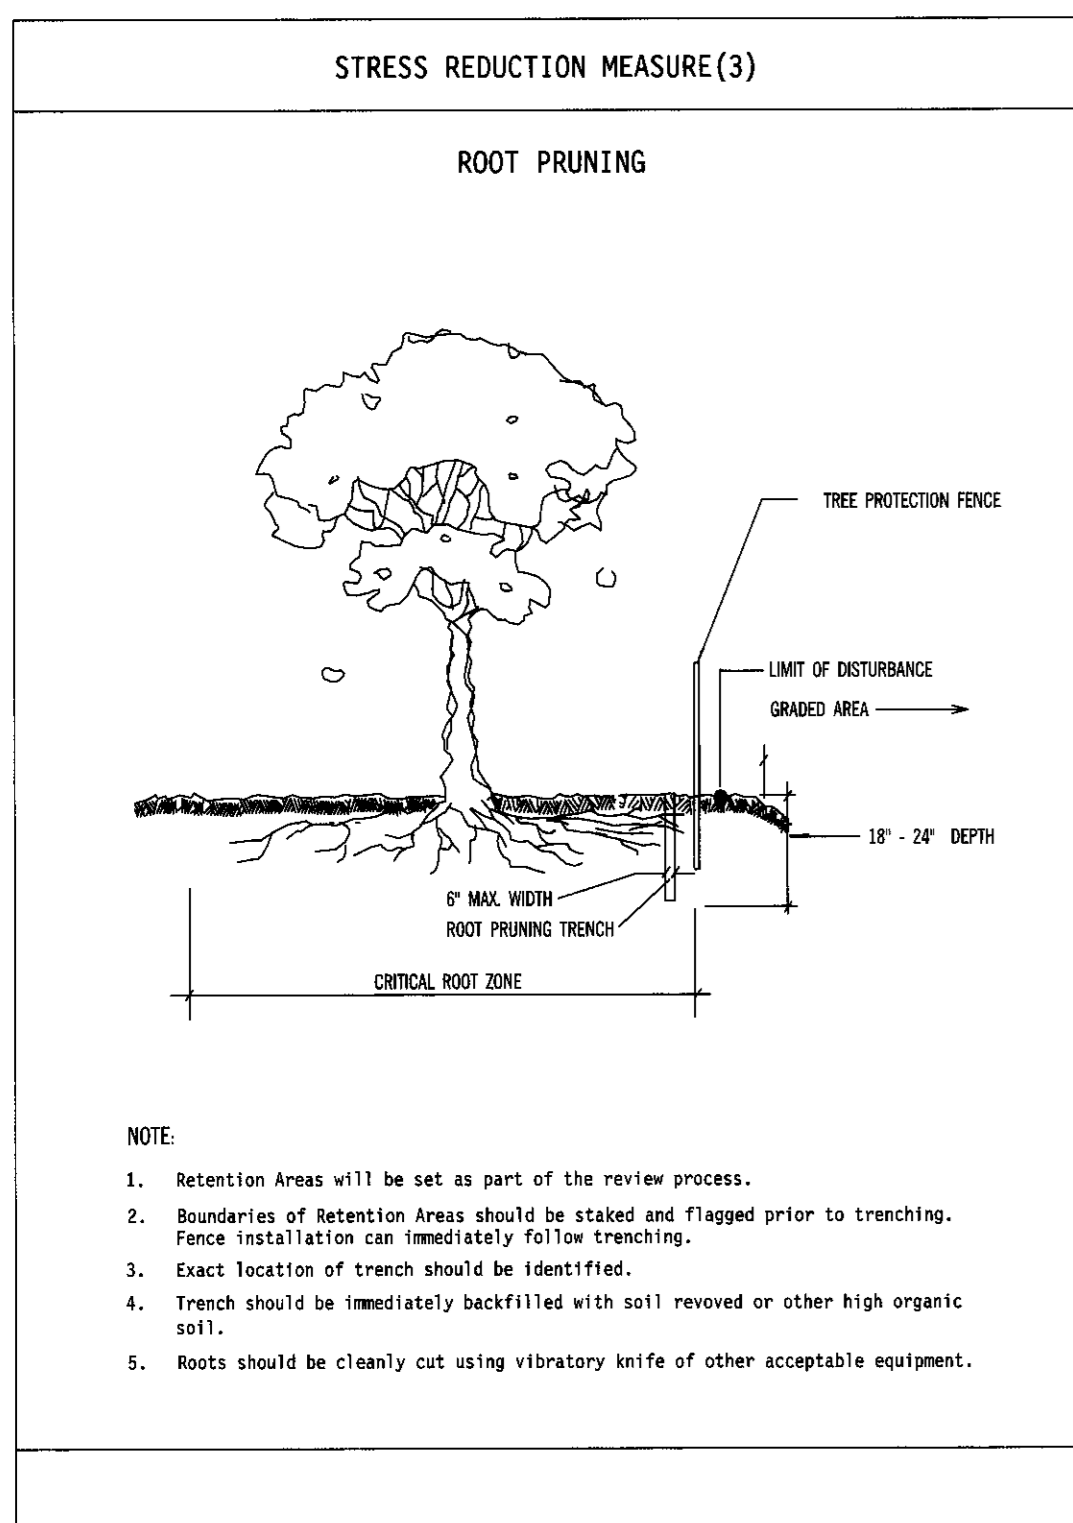 STRESS REDUCTION MEASURE(3)
ROOT PRUNING
TREE PROTECTION FENCE
LIMIT OF DISTURBANCE
GRADED AREA
18" - 24" DEPTH
6" MAX. WIDTH
ROOT PRUNING TRENCH
CRITICAL ROOT ZONE
NOTE:
1. Retention Areas will be set as part of the review process.
2. Boundaries of Retention Areas should be staked and flagged prior to trenching.
Fence installation can immediately follow trenching.
3. Exact location of trench should be identified.
4. Trench should be immediately backfilled with soil revoved or other high organic
soil.
5. Roots should be cleanly cut using vibratory knife of other acceptable equipment.